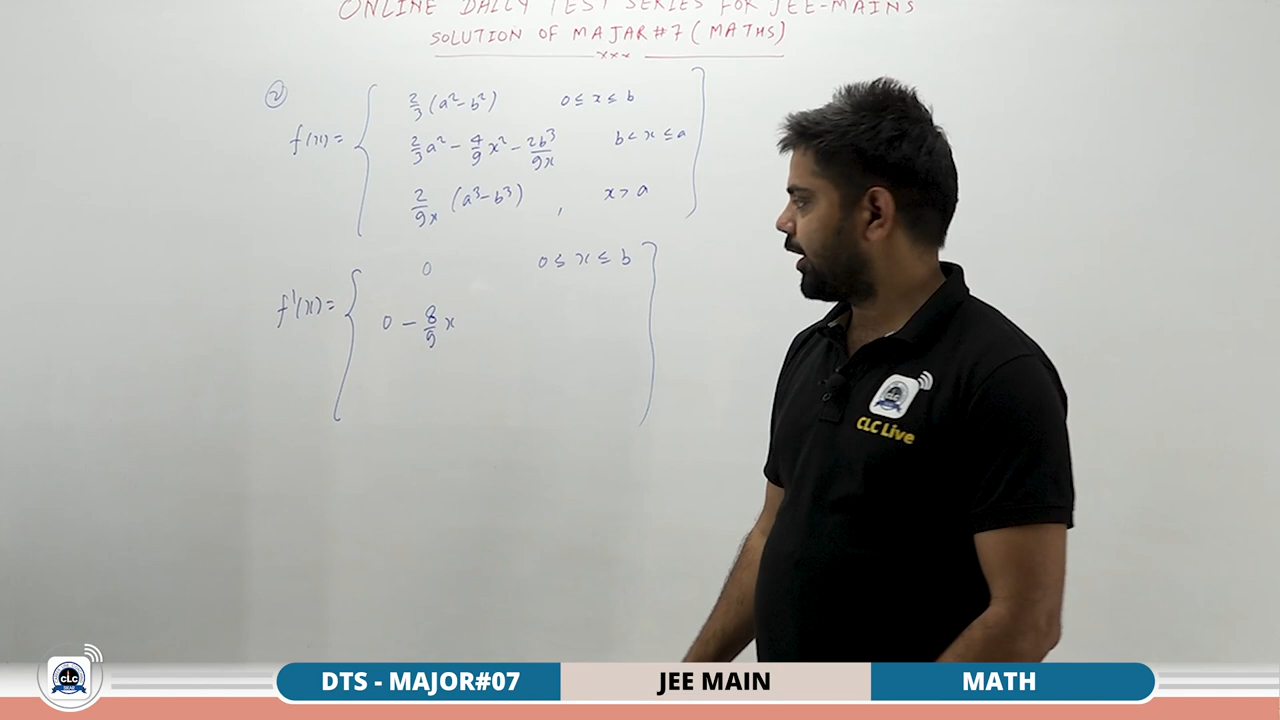 ONLINE DAILY TEST SERIES FOR JEE-MAINS
SOLUTION OF MAJAR#7 (MATHS)
xxx
②
f(x)= { 2/3 (a²-b²) 0≤x≤b
2/3 a² - 4/9 x² - 2b³/9x b<x≤a
2/9x (a³-b³) , x>a }
f'(x)= { 0 0≤x≤b
0 - 8/9 x }
CLC Live
CLC
DTS - MAJOR#07 JEE MAIN MATH